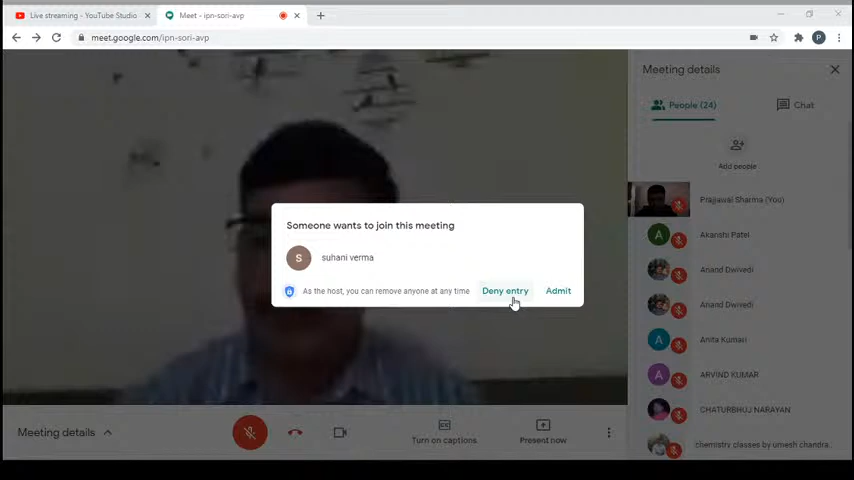 Live streaming - YouTube Studio
Meet - ipn-sori-avp
meet.google.com/ipn-sori-avp
P
Meeting details
People (24)
Chat
Add people
Prajjawal Sharma (You)
A
Akanshi Patel
Anand Dwivedi
Anand Dwivedi
A
Anita Kumari
A
ARVIND KUMAR
CHATURBHUJ NARAYAN
chemistry classes by umesh chandra...
Someone wants to join this meeting
S
suhani verma
As the host, you can remove anyone at any time
Deny entry
Admit
Meeting details
Turn on captions
Present now